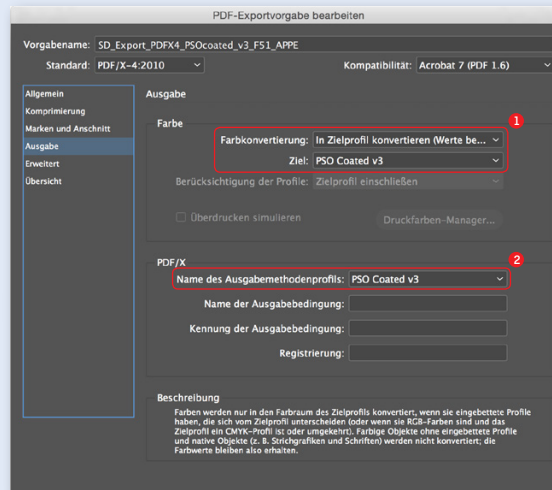 PDF-Exportvorgabe bearbeiten
Vorgabename: SD_Export_PDFX4_PSOcoated_v3_F51_APPE
Standard: PDF/X-4:2010 Kompatibilität: Acrobat 7 (PDF 1.6)
Allgemein
Komprimierung
Marken und Anschnitt
Ausgabe
Erweitert
Übersicht
Ausgabe
Farbe
1
Farbkonvertierung: In Zielprofil konvertieren (Werte be...
Ziel: PSO Coated v3
Berücksichtigung der Profile: Zielprofil einschließen
Überdrucken simulieren Druckfarben-Manager...
PDF/X
2
Name des Ausgabemethodenprofils: PSO Coated v3
Name der Ausgabebedingung:
Kennung der Ausgabebedingung:
Registrierung:
Beschreibung
Farben werden nur in den Farbraum des Zielprofils konvertiert, wenn sie eingebettete Profile
haben, die sich vom Zielprofil unterscheiden (oder wenn sie RGB-Farben sind und das
Zielprofil ein CMYK-Profil ist oder umgekehrt). Farbige Objekte ohne eingebettete Profile
und native Objekte (z. B. Strichgrafiken und Schriften) werden nicht konvertiert; die
Farbwerte bleiben also erhalten.